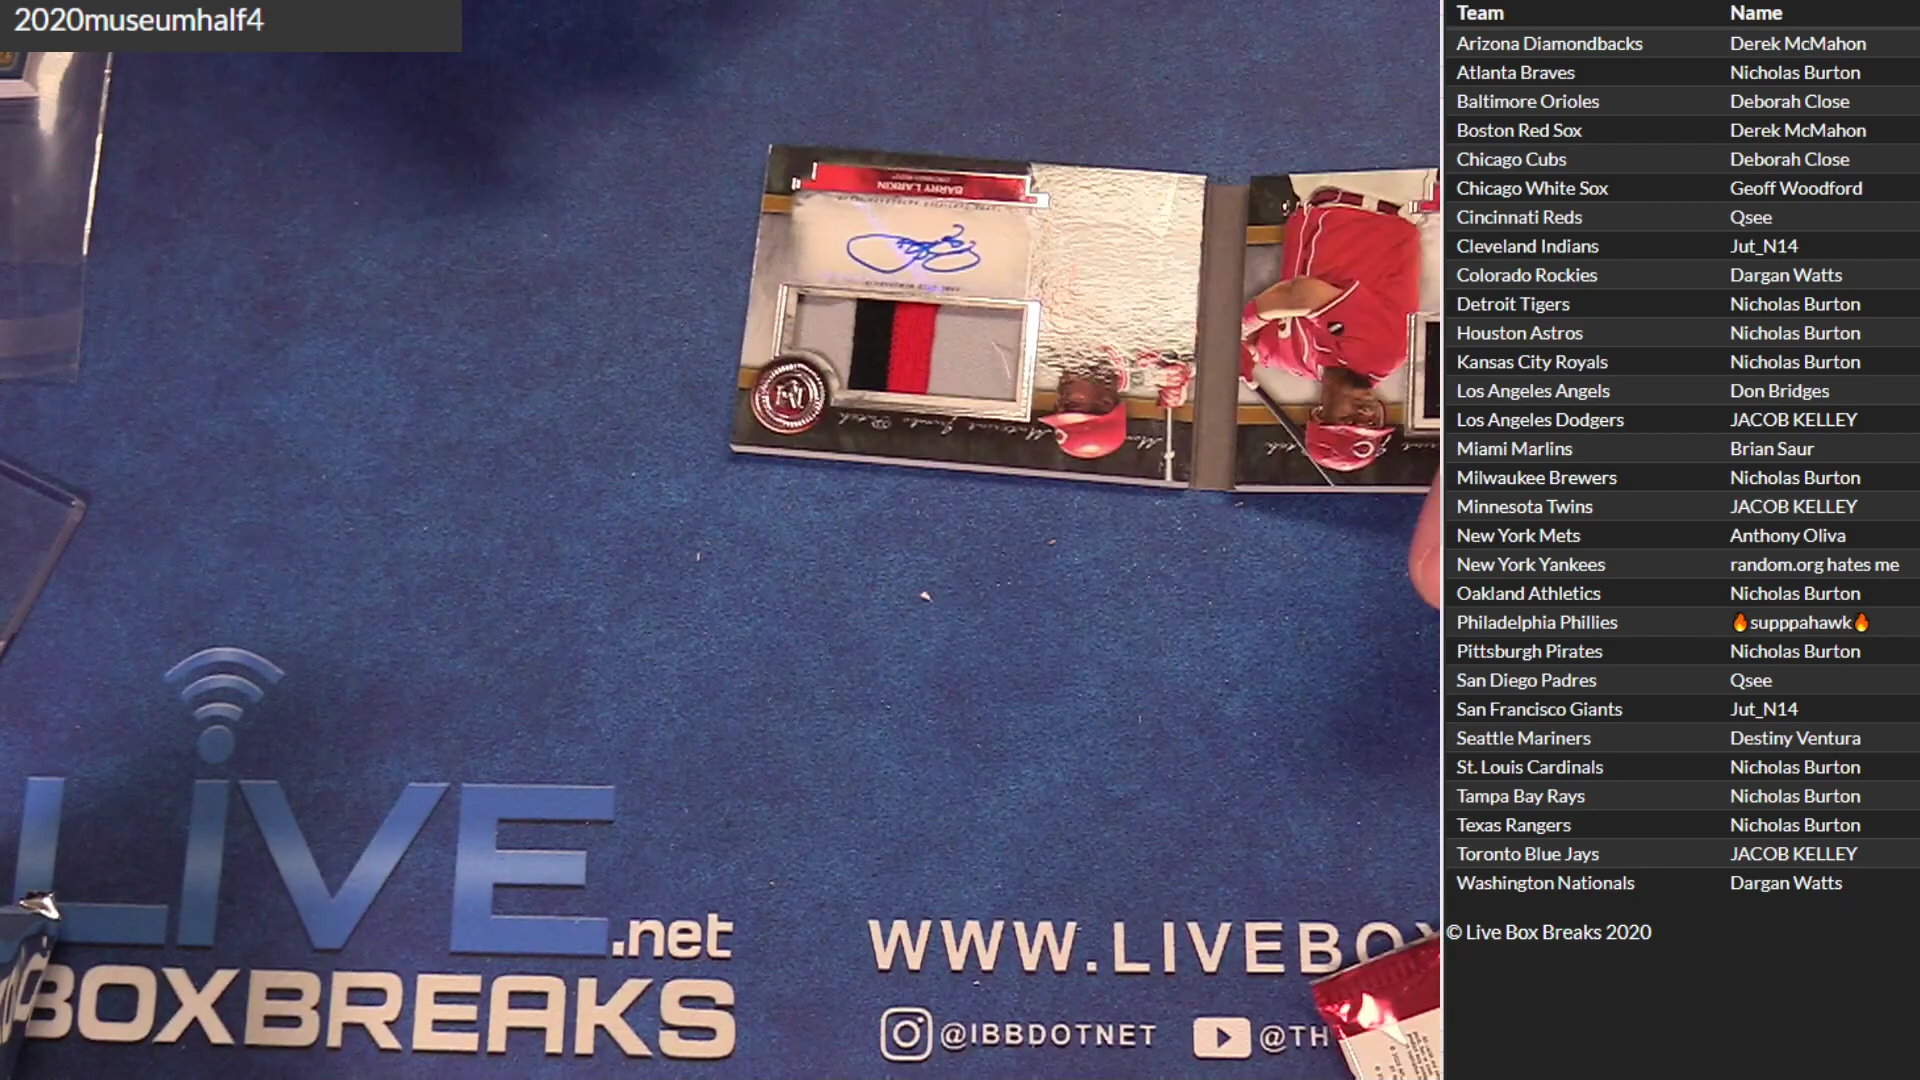 2020museumhalf4
BARRY LARKIN
LIVE
.net
BOXBREAKS
WWW.LIVEBO
@IBBDOTNET
@TH
Team Name
Arizona Diamondbacks Derek McMahon
Atlanta Braves Nicholas Burton
Baltimore Orioles Deborah Close
Boston Red Sox Derek McMahon
Chicago Cubs Deborah Close
Chicago White Sox Geoff Woodford
Cincinnati Reds Qsee
Cleveland Indians Jut_N14
Colorado Rockies Dargan Watts
Detroit Tigers Nicholas Burton
Houston Astros Nicholas Burton
Kansas City Royals Nicholas Burton
Los Angeles Angels Don Bridges
Los Angeles Dodgers JACOB KELLEY
Miami Marlins Brian Saur
Milwaukee Brewers Nicholas Burton
Minnesota Twins JACOB KELLEY
New York Mets Anthony Oliva
New York Yankees random.org hates me
Oakland Athletics Nicholas Burton
Philadelphia Phillies 🔥supppahawk🔥
Pittsburgh Pirates Nicholas Burton
San Diego Padres Qsee
San Francisco Giants Jut_N14
Seattle Mariners Destiny Ventura
St. Louis Cardinals Nicholas Burton
Tampa Bay Rays Nicholas Burton
Texas Rangers Nicholas Burton
Toronto Blue Jays JACOB KELLEY
Washington Nationals Dargan Watts
© Live Box Breaks 2020